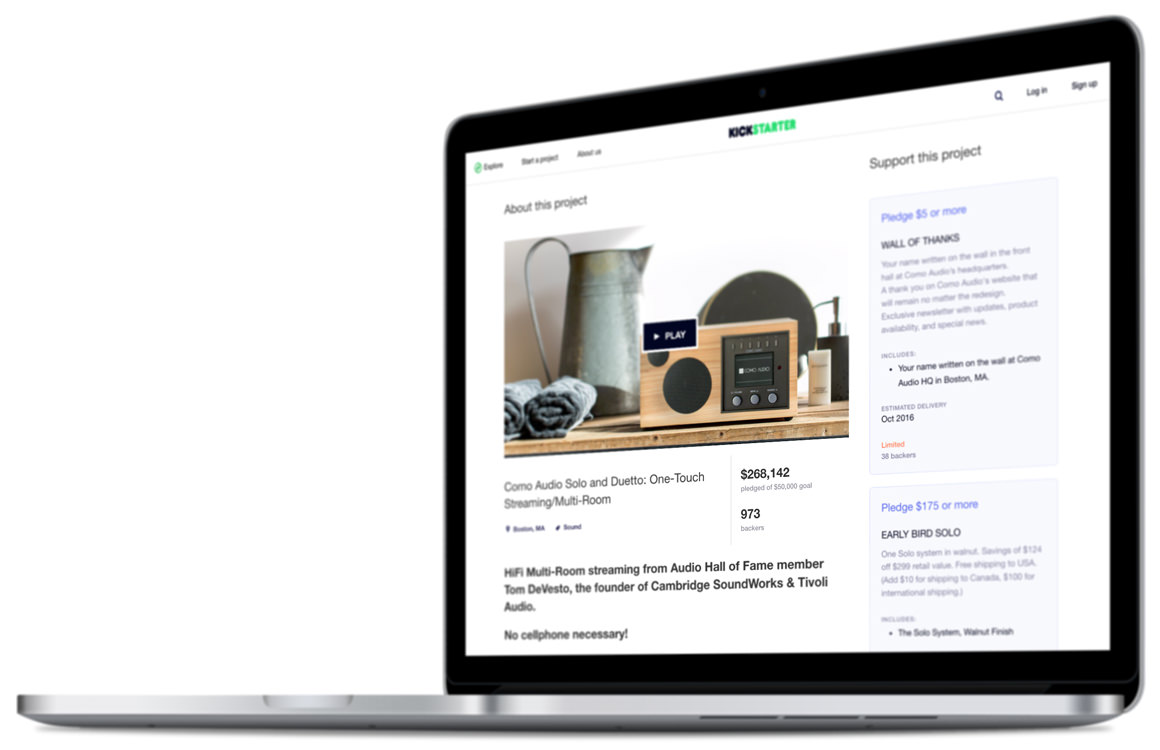 Explore
Start a project
About us
KICKSTARTER
Log in
Sign up
About this project
PLAY
COMO AUDIO
Como Audio Solo and Duetto: One-Touch
Streaming/Multi-Room
Boston, MA
Sound
$268,142
pledged of $50,000 goal
973
backers
HiFi Multi-Room streaming from Audio Hall of Fame member
Tom DeVesto, the founder of Cambridge SoundWorks & Tivoli
Audio.
No cellphone necessary!
Support this project
Pledge $5 or more
WALL OF THANKS
Your name written on the wall in the front
hall at Como Audio's headquarters.
A thank you on Como Audio's website that
will remain no matter the redesign.
Exclusive newsletter with updates, product
availability, and special news.
INCLUDES:
Your name written on the wall at Como
Audio HQ in Boston, MA.
ESTIMATED DELIVERY
Oct 2016
Limited
38 backers
Pledge $175 or more
EARLY BIRD SOLO
One Solo system in walnut. Savings of $124
off $299 retail value. Free shipping to USA.
(Add $10 for shipping to Canada, $100 for
international shipping.)
INCLUDES:
The Solo System, Walnut Finish